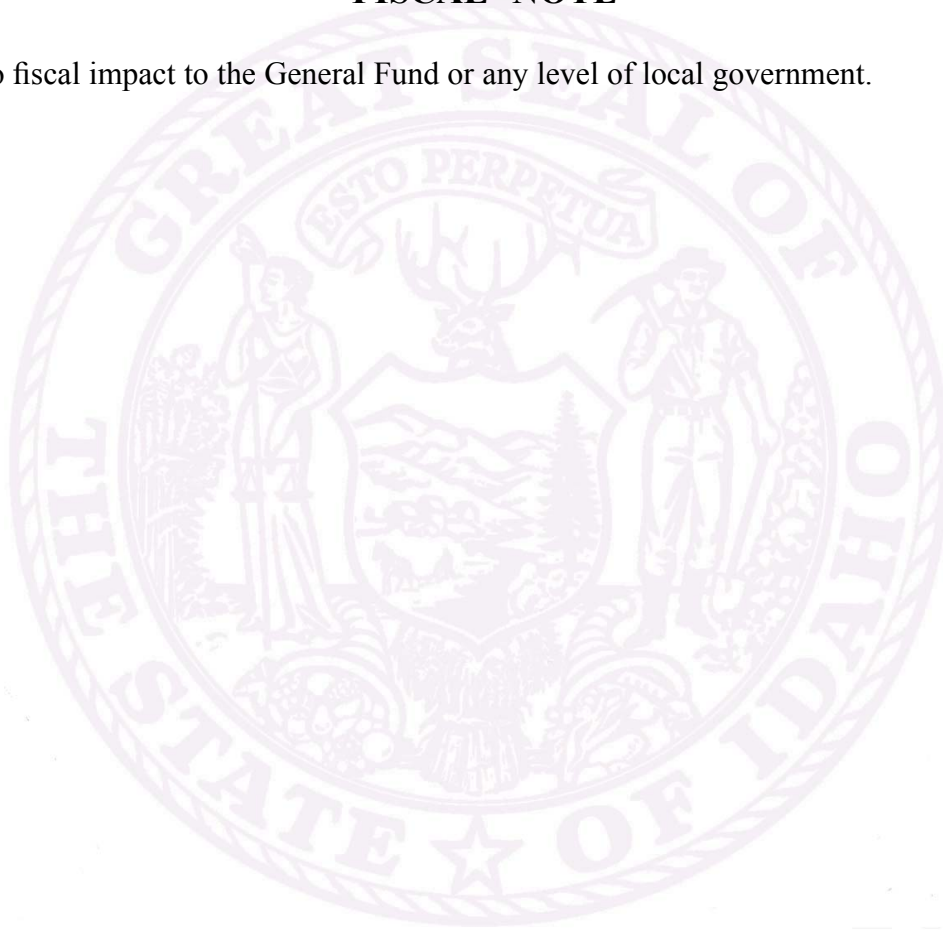 FISCAL NOTE
o fiscal impact to the General Fund or any level of local government.
GREAT SEAL OF
ESTO PERPETUA
THE STATE OF IDAHO